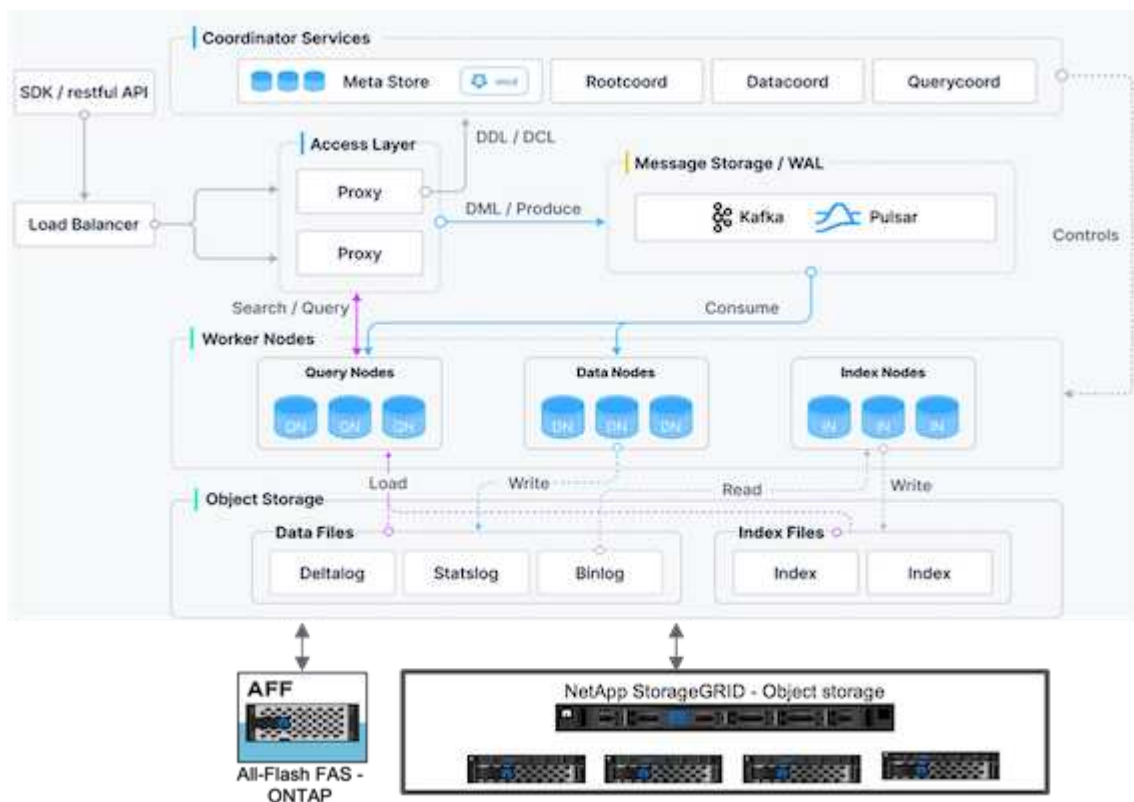 Coordinator Services
SDK / restful API
Meta Store
etcd
Rootcoord
Datacoord
Querycoord
Access Layer
DDL / DCL
Message Storage / WAL
Proxy
Load Balancer
DML / Produce
Kafka
Pulsar
Controls
Proxy
Search / Query
Consume
Worker Nodes
Query Nodes
Data Nodes
Index Nodes
QN QN QN
DN DN DN
IN IN IN
Load
Write
Read
Write
Object Storage
Data Files
Index Files
Deltalog
Statslog
Binlog
Index
Index
AFF
All-Flash FAS -
ONTAP
NetApp StorageGRID - Object storage